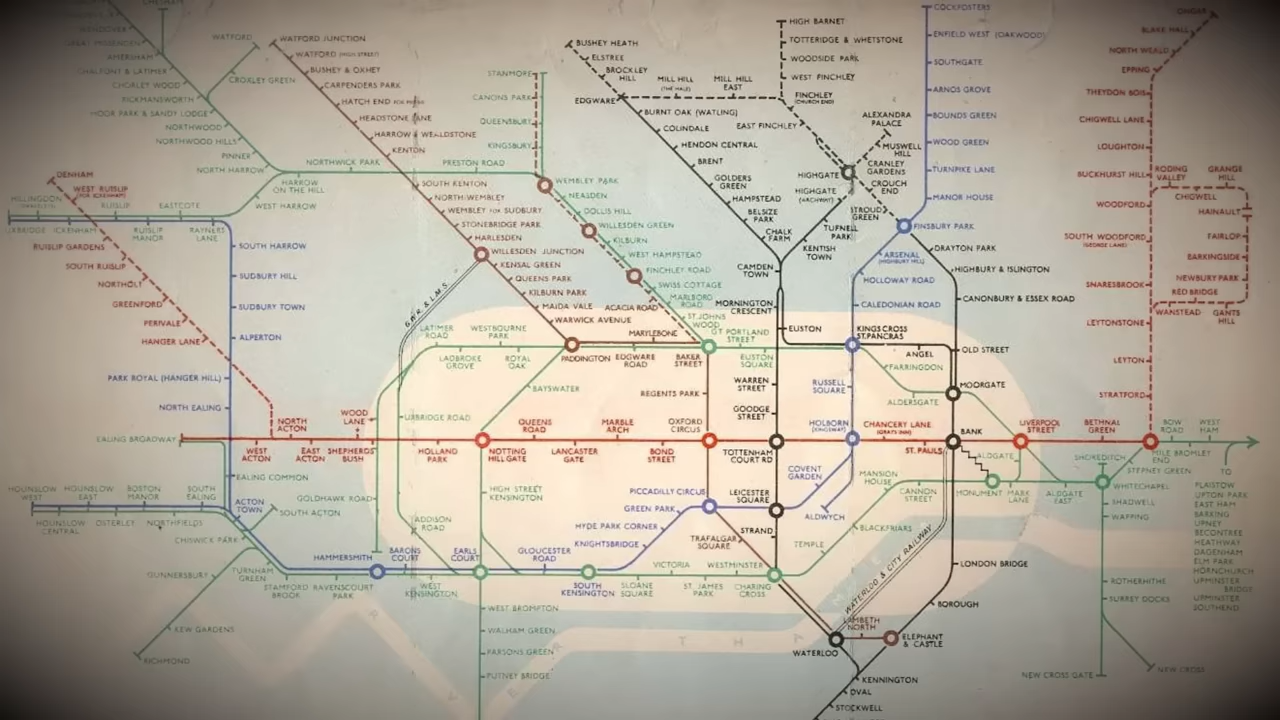 CHESHAM
WENDOVER
GREAT MISSENDEN
AMERSHAM
CHALFONT & LATIMER
CHORLEY WOOD
RICKMANSWORTH
MOOR PARK & SANDY LODGE
NORTHWOOD
NORTHWOOD HILLS
PINNER
NORTH HARROW
WATFORD
CROXLEY GREEN
WATFORD JUNCTION
WATFORD (HIGH STREET)
BUSHEY & OXHEY
CARPENDERS PARK
HATCH END
HEADSTONE LANE
HARROW & WEALDSTONE
KENTON
NORTHWICK PARK
PRESTON ROAD
HARROW
ON THE HILL
WEST HARROW
STANMORE
CANONS PARK
QUEENSBURY
KINGSBURY
WEMBLEY PARK
NEASDEN
DOLLIS HILL
WILLESDEN GREEN
KILBURN
WEST HAMPSTEAD
FINCHLEY ROAD
SWISS COTTAGE
MARLBORO
ROAD
ACACIA ROAD
ST. JOHNS
WOOD
SOUTH KENTON
NORTH WEMBLEY
WEMBLEY FOR SUDBURY
STONEBRIDGE PARK
HARLESDEN
WILLESDEN JUNCTION
KENSAL GREEN
QUEENS PARK
KILBURN PARK
MAIDA VALE
WARWICK AVENUE
G.W.R. & L.M.S.
BUSHEY HEATH
ELSTREE
BROCKLEY
HILL
EDGWARE
MILL HILL
(THE HALE)
MILL HILL
EAST
BURNT OAK (WATLING)
COLINDALE
HENDON CENTRAL
BRENT
GOLDERS
GREEN
HAMPSTEAD
BELSIZE
PARK
CHALK
FARM
CAMDEN
TOWN
MORNINGTON
CRESCENT
HIGH BARNET
TOTTERIDGE & WHETSTONE
WOODSIDE PARK
WEST FINCHLEY
FINCHLEY
(CHURCH END)
EAST FINCHLEY
ALEXANDRA
PALACE
MUSWELL
HILL
CRANLEY
GARDENS
HIGHGATE
CROUCH
END
HIGHGATE
(ARCHWAY)
STROUD
GREEN
TUFNELL
PARK
KENTISH
TOWN
COCKFOSTERS
ENFIELD WEST (OAKWOOD)
SOUTHGATE
ARNOS GROVE
BOUNDS GREEN
WOOD GREEN
TURNPIKE LANE
MANOR HOUSE
FINSBURY PARK
ARSENAL
(HIGHBURY HILL)
HOLLOWAY ROAD
CALEDONIAN ROAD
DRAYTON PARK
HIGHBURY & ISLINGTON
CANONBURY & ESSEX ROAD
OLD STREET
MOORGATE
ONGAR
BLAKE HALL
NORTH WEALD
EPPING
THEYDON BOIS
CHIGWELL LANE
LOUGHTON
BUCKHURST HILL
RODING
VALLEY
GRANGE
HILL
CHIGWELL
HAINAULT
WOODFORD
SOUTH WOODFORD
(GEORGE LANE)
FAIRLOP
BARKINGSIDE
NEWBURY PARK
RED BRIDGE
WANSTEAD
GANTS
HILL
SNARESBROOK
LEYTONSTONE
LEYTON
STRATFORD
DENHAM
WEST RUISLIP
(FOR ICKENHAM)
HILLINGDON
UXBRIDGE
ICKENHAM
RUISLIP
RUISLIP
MANOR
EASTCOTE
RAYNERS
LANE
RUISLIP GARDENS
SOUTH RUISLIP
NORTHOLT
GREENFORD
PERIVALE
HANGER LANE
SOUTH HARROW
SUDBURY HILL
SUDBURY TOWN
ALPERTON
PARK ROYAL (HANGER HILL)
NORTH EALING
EALING BROADWAY
NORTH
ACTON
WEST
ACTON
EAST
ACTON
WOOD
LANE
SHEPHERDS
BUSH
HOLLAND
PARK
NOTTING
HILL GATE
QUEENS
ROAD
LANCASTER
GATE
MARBLE
ARCH
BOND
STREET
OXFORD
CIRCUS
TOTTENHAM
COURT RD
HOLBORN
(KINGSWAY)
CHANCERY LANE
(GRAYS INN)
ST. PAULS
BANK
LIVERPOOL
STREET
BETHNAL
GREEN
MILE
END
BOW
ROAD
WEST
HAM
BROMLEY
STEPNEY GREEN
TO
PLAISTOW
UPTON PARK
EAST HAM
BARKING
UPNEY
BECONTREE
HEATHWAY
DAGENHAM
ELM PARK
HORNCHURCH
UPMINSTER
BRIDGE
UPMINSTER
SOUTHEND
LATIMER
ROAD
WESTBOURNE
PARK
LADBROKE
GROVE
ROYAL
OAK
PADDINGTON
EDGWARE
ROAD
MARYLEBONE
BAKER
STREET
GT PORTLAND
STREET
EUSTON
SQUARE
EUSTON
KINGS CROSS
ST. PANCRAS
ANGEL
FARRINGDON
ALDERSGATE
BAYSWATER
UXBRIDGE ROAD
REGENTS PARK
WARREN
STREET
GOODGE
STREET
RUSSELL
SQUARE
COVENT
GARDEN
ALDWYCH
LEICESTER
SQUARE
STRAND
PICCADILLY CIRCUS
GREEN PARK
HYDE PARK CORNER
KNIGHTSBRIDGE
TRAFALGAR
SQUARE
MANSION
HOUSE
CANNON
STREET
MONUMENT
MARK
LANE
ALDGATE
ALDGATE
EAST
SHOREDITCH
WHITECHAPEL
SHADWELL
WAPPING
ROTHERHITHE
SURREY DOCKS
NEW CROSS GATE
NEW CROSS
BLACKFRIARS
TEMPLE
CHARING
CROSS
WESTMINSTER
ST. JAMES
PARK
VICTORIA
SLOANE
SQUARE
SOUTH
KENSINGTON
GLOUCESTER
ROAD
HIGH STREET
KENSINGTON
EARLS
COURT
ADDISON
ROAD
WEST
KENSINGTON
BARONS
COURT
HAMMERSMITH
GOLDHAWK ROAD
RAVENSCOURT
PARK
STAMFORD
BROOK
TURNHAM
GREEN
CHISWICK PARK
SOUTH ACTON
ACTON
TOWN
EALING COMMON
SOUTH
EALING
NORTHFIELDS
BOSTON
MANOR
OSTERLEY
HOUNSLOW
EAST
HOUNSLOW
CENTRAL
HOUNSLOW
WEST
GUNNERSBURY
KEW GARDENS
RICHMOND
WEST BROMPTON
WALHAM GREEN
PARSONS GREEN
PUTNEY BRIDGE
WATERLOO & CITY RAILWAY
LONDON BRIDGE
BOROUGH
LAMBETH
NORTH
ELEPHANT
& CASTLE
WATERLOO
KENNINGTON
OVAL
STOCKWELL
R I V E R
T H A